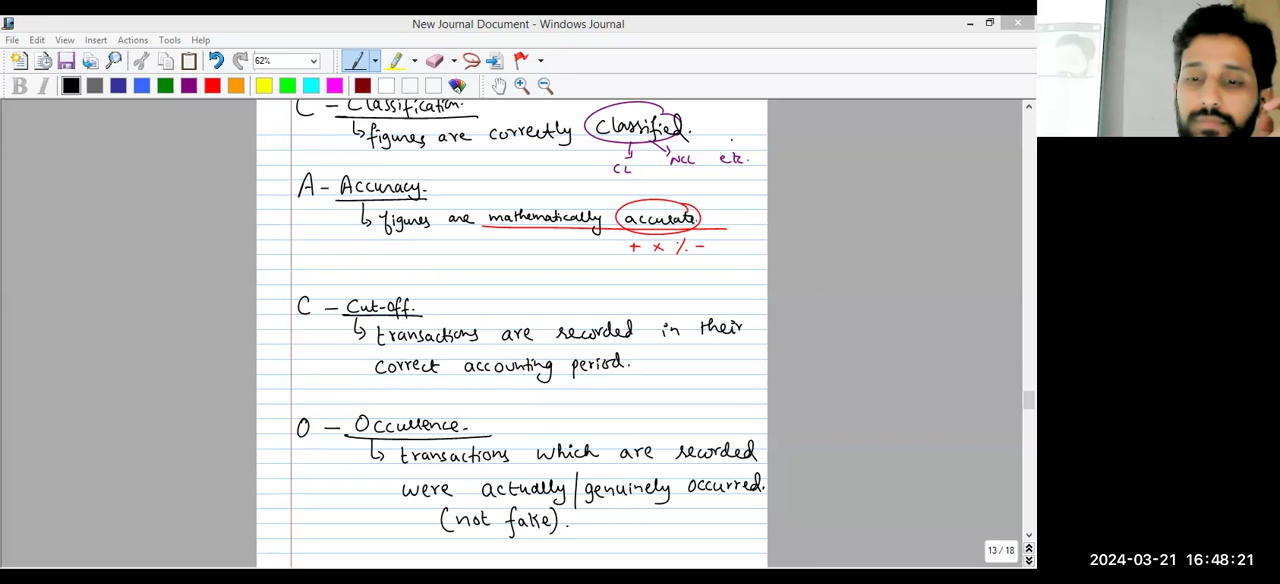 New Journal Document - Windows Journal
File Edit View Insert Actions Tools Help
62%
B I
C - Classification.
↳ figures are correctly classified.
CL NCL etc.
A - Accuracy.
↳ figures are mathematically accurate
+ × % -
C - Cut-off.
↳ transactions are recorded in their
correct accounting period.
O - Occurrence.
↳ transactions which are recorded
were actually/genuinely occurred.
(not fake).
13 / 18
2024-03-21 16:48:21